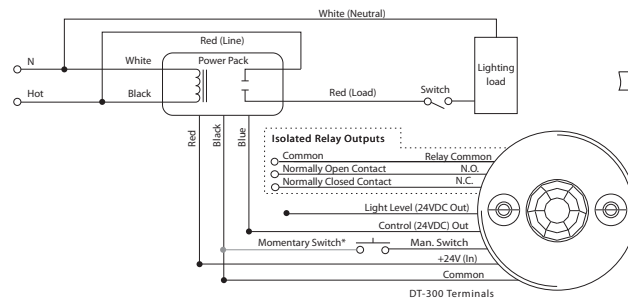 White (Neutral)
Red (Line)
N
White
Power Pack
Lighting
load
Hot
Black
Red (Load)
Switch
Red
Black
Blue
Isolated Relay Outputs
Common
Relay Common
Normally Open Contact
N.O.
Normally Closed Contact
N.C.
Light Level (24VDC Out)
Control (24VDC) Out
Momentary Switch*
Man. Switch
+24V (In)
Common
DT-300 Terminals